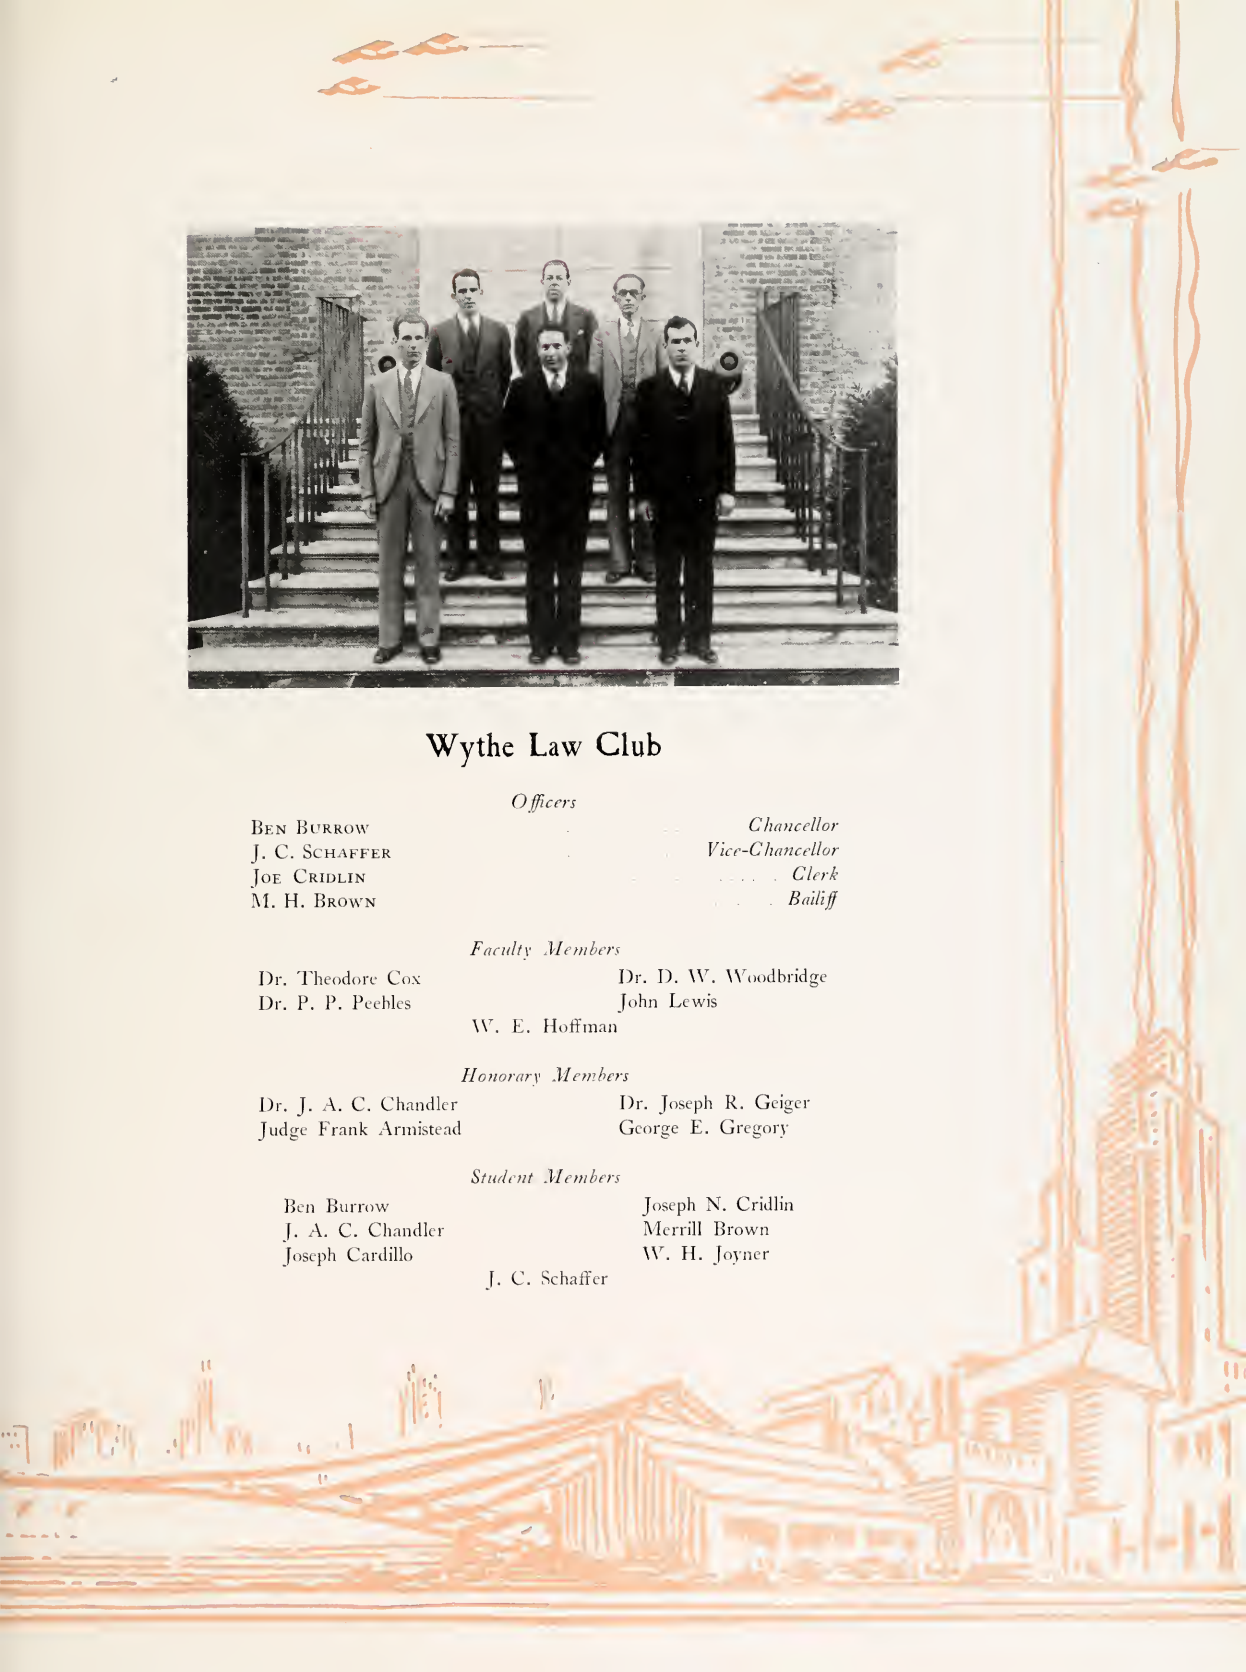 Wythe Law Club
Officers
BEN BURROW Chancellor
J. C. SCHAFFER Vice-Chancellor
JOE CRIDLIN . . . . . Clerk
M. H. BROWN . . . Bailiff
Faculty Members
Dr. Theodore Cox Dr. D. W. Woodbridge
Dr. P. P. Peebles John Lewis
W. E. Hoffman
Honorary Members
Dr. J. A. C. Chandler Dr. Joseph R. Geiger
Judge Frank Armistead George E. Gregory
Student Members
Ben Burrow Joseph N. Cridlin
J. A. C. Chandler Merrill Brown
Joseph Cardillo W. H. Joyner
J. C. Schaffer